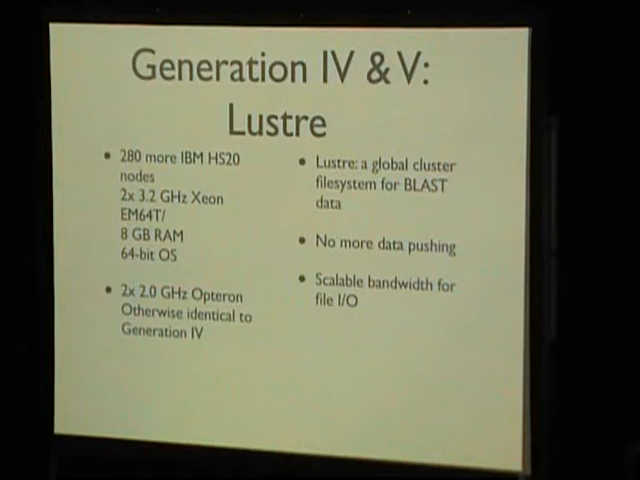 Generation IV & V:
Lustre
• 280 more IBM HS20
nodes
2x 3.2 GHz Xeon
EM64T/
8 GB RAM
64-bit OS
• 2x 2.0 GHz Opteron
Otherwise identical to
Generation IV
• Lustre: a global cluster
filesystem for BLAST
data
• No more data pushing
• Scalable bandwidth for
file I/O